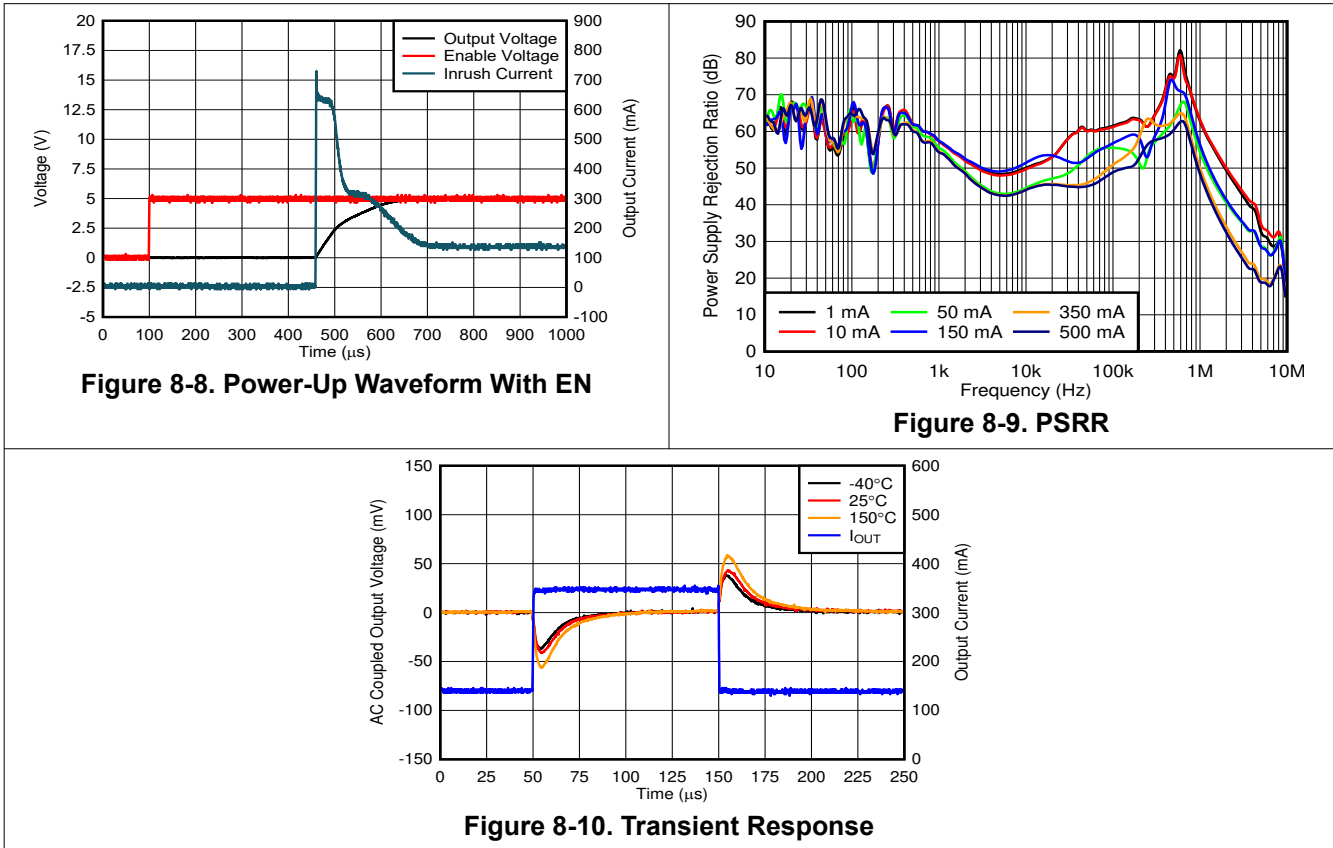 20
17.5
15
12.5
10
7.5
5
2.5
0
-2.5
-5
Voltage (V)
Output Voltage
Enable Voltage
Inrush Current
900
800
700
600
500
400
300
200
100
0
-100
Output Current (mA)
0 100 200 300 400 500 600 700 800 900 1000
Time (µs)
Figure 8-8. Power-Up Waveform With EN
90
80
70
60
50
40
30
20
10
0
Power Supply Rejection Ratio (dB)
1 mA 50 mA 350 mA
10 mA 150 mA 500 mA
10 100 1k 10k 100k 1M 10M
Frequency (Hz)
Figure 8-9. PSRR
150
100
50
0
-50
-100
-150
AC Coupled Output Voltage (mV)
-40°C
25°C
150°C
IOUT
600
500
400
300
200
100
0
Output Current (mA)
0 25 50 75 100 125 150 175 200 225 250
Time (µs)
Figure 8-10. Transient Response